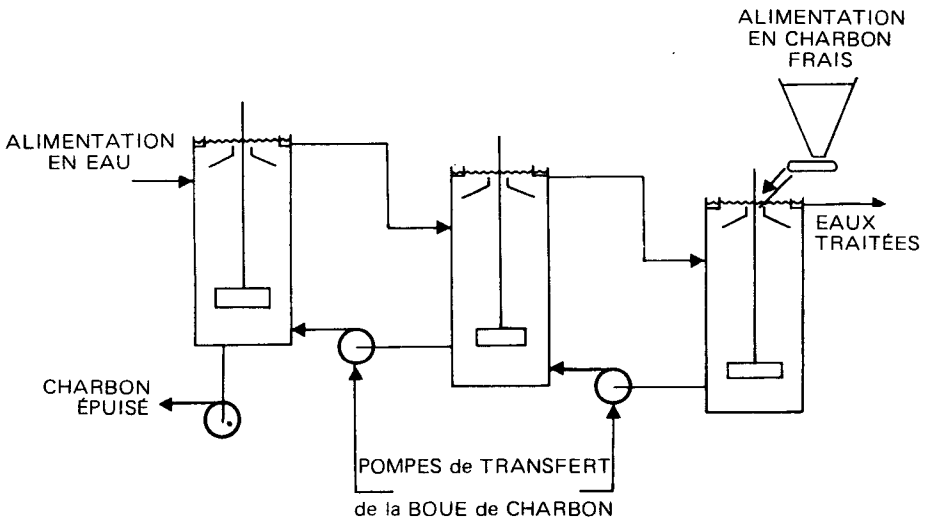 ALIMENTATION
EN CHARBON
FRAIS
ALIMENTATION
EN EAU
EAUX
TRAITÉES
CHARBON
ÉPUISÉ
POMPES de TRANSFERT
de la BOUE de CHARBON